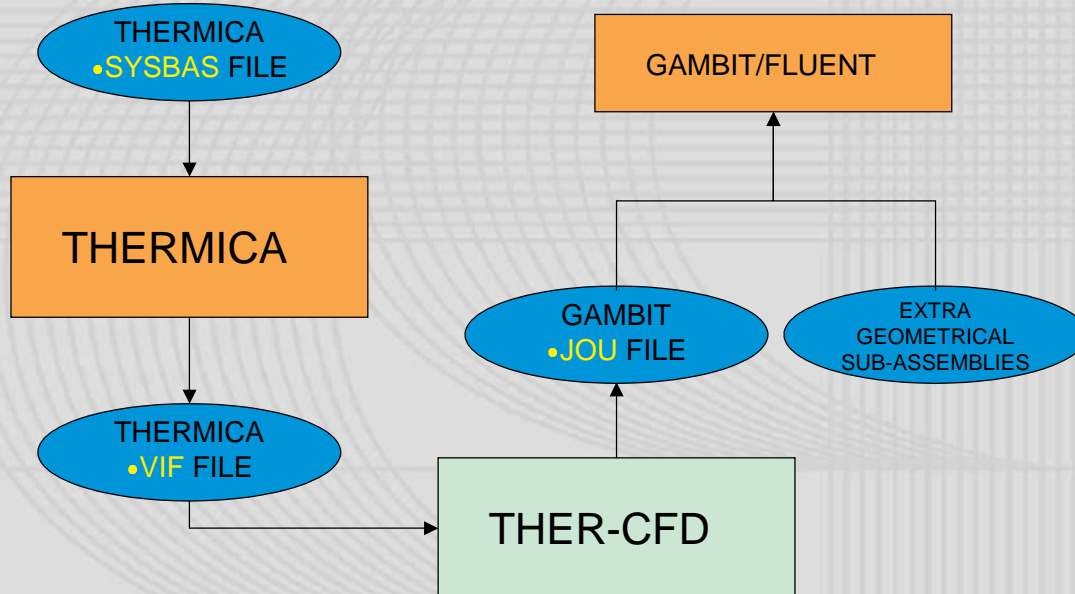 THERMICA
•SYSBAS FILE
GAMBIT/FLUENT
THERMICA
GAMBIT
•JOU FILE
EXTRA
GEOMETRICAL
SUB-ASSEMBLIES
THERMICA
•VIF FILE
THER-CFD